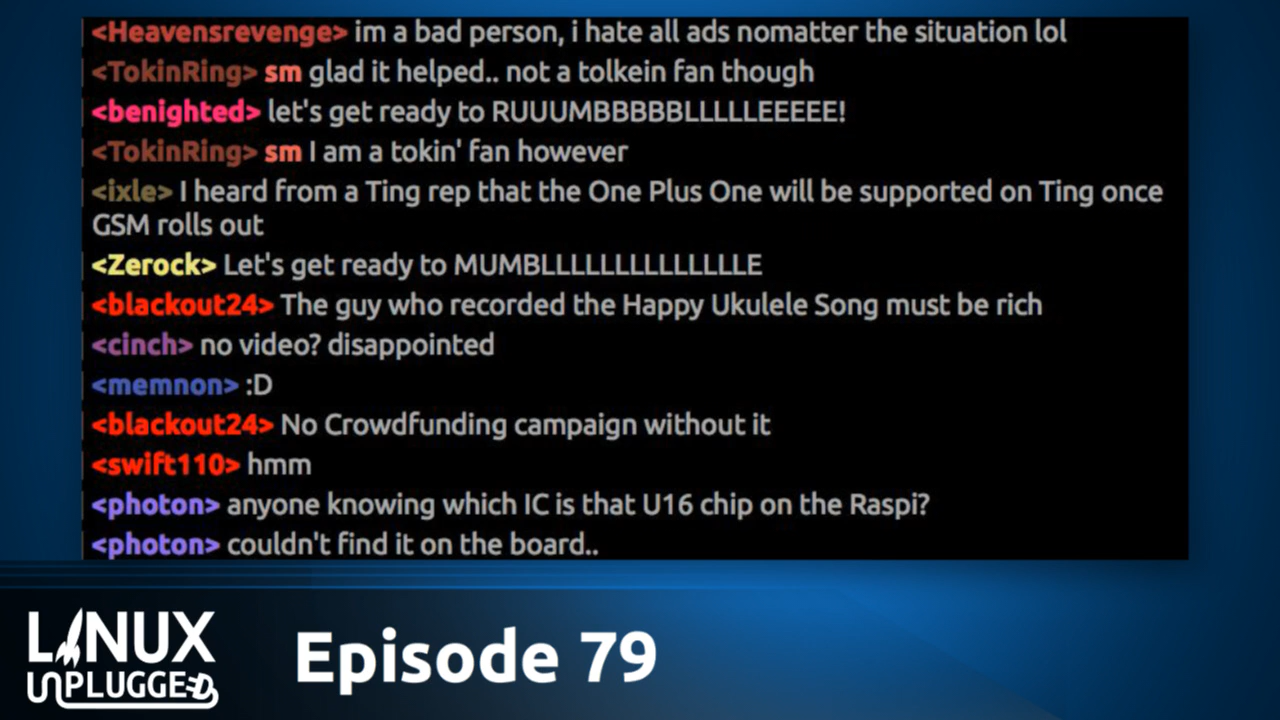 <Heavensrevenge> im a bad person, i hate all ads nomatter the situation lol
<TokinRing> sm glad it helped.. not a tolkein fan though
<benighted> let's get ready to RUUUMBBBBBLLLLLEEEEE!
<TokinRing> sm I am a tokin' fan however
<ixle> I heard from a Ting rep that the One Plus One will be supported on Ting once
GSM rolls out
<Zerock> Let's get ready to MUMBLLLLLLLLLLLLLLE
<blackout24> The guy who recorded the Happy Ukulele Song must be rich
<cinch> no video? disappointed
<memnon> :D
<blackout24> No Crowdfunding campaign without it
<swift110> hmm
<photon> anyone knowing which IC is that U16 chip on the Raspi?
<photon> couldn't find it on the board..
LINUX
UNPLUGGED
Episode 79